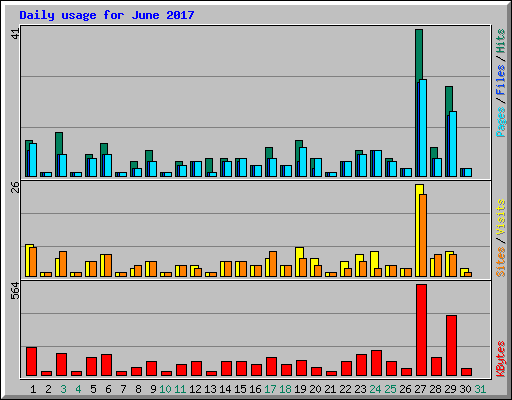 Daily usage for June 2017
41
Pages / Files / Hits
26
Sites / Visits
564
KBytes
1 2 3 4 5 6 7 8 9 10 11 12 13 14 15 16 17 18 19 20 21 22 23 24 25 26 27 28 29 30 31